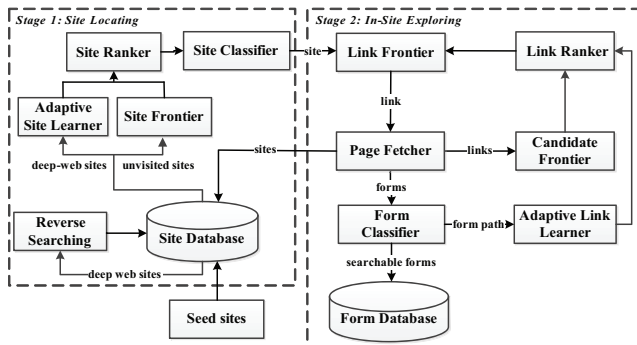 Stage 1: Site Locating
Stage 2: In-Site Exploring
Site Ranker
Site Classifier
site
Link Frontier
Link Ranker
link
Adaptive
Site Learner
Site Frontier
deep-web sites
unvisited sites
sites
Page Fetcher
links
Candidate
Frontier
forms
Reverse
Searching
Site Database
Form
Classifier
form path
Adaptive Link
Learner
deep web sites
searchable forms
Seed sites
Form Database